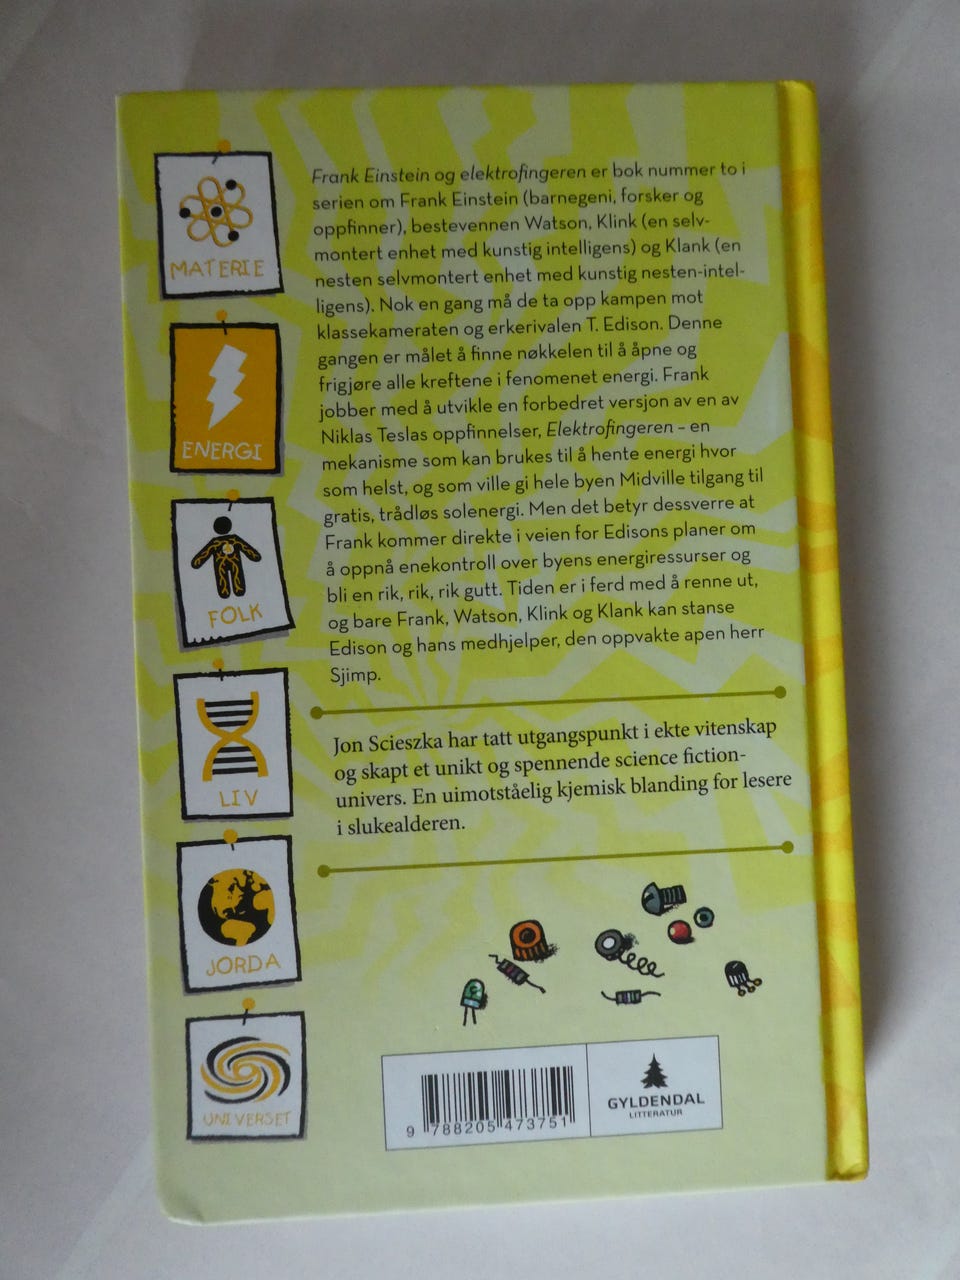 MATERIE
ENERGI
FOLK
LIV
JORDA
UNIVERSET
Frank Einstein og elektrofingeren er bok nummer to i
serien om Frank Einstein (barnegeni, forsker og
oppfinner), bestevennen Watson, Klink (en selv-
montert enhet med kunstig intelligens) og Klank (en
nesten selvmontert enhet med kunstig nesten-intel-
ligens). Nok en gang må de ta opp kampen mot
klassekameraten og erkerivalen T. Edison. Denne
gangen er målet å finne nøkkelen til å åpne og
frigjøre alle kreftene i fenomenet energi. Frank
jobber med å utvikle en forbedret versjon av en av
Niklas Teslas oppfinnelser, Elektrofingeren – en
mekanisme som kan brukes til å hente energi hvor
som helst, og som ville gi hele byen Midville tilgang til
gratis, trådløs solenergi. Men det betyr dessverre at
Frank kommer direkte i veien for Edisons planer om
å oppnå enekontroll over byens energiressurser og
bli en rik, rik, rik gutt. Tiden er i ferd med å renne ut,
og bare Frank, Watson, Klink og Klank kan stanse
Edison og hans medhjelper, den oppvakte apen herr
Sjimp.
Jon Scieszka har tatt utgangspunkt i ekte vitenskap
og skapt et unikt og spennende science fiction-
univers. En uimotståelig kjemisk blanding for lesere
i slukealderen.
9 788205 473751
GYLDENDAL
LITTERATUR